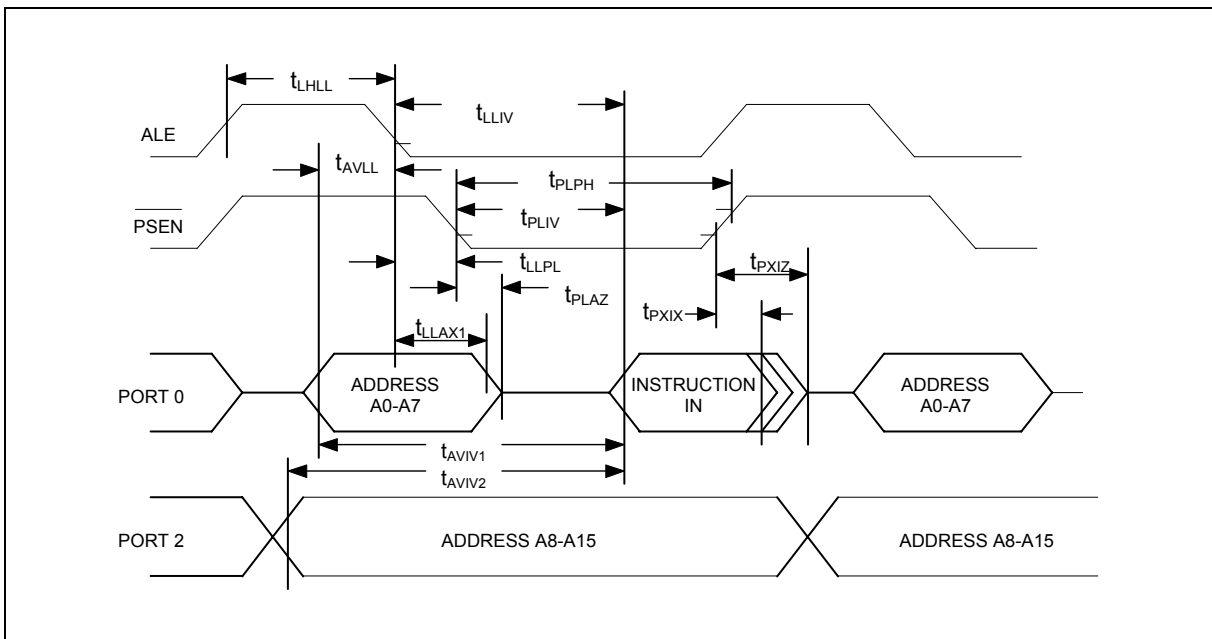 tLHLL
tLLIV
ALE
tAVLL
tPLPH
PSEN
tPLIV
tLLPL
tPXIZ
tPLAZ
tPXIX
tLLAX1
PORT 0
ADDRESS
A0-A7
INSTRUCTION
IN
ADDRESS
A0-A7
tAVIV1
tAVIV2
PORT 2
ADDRESS A8-A15
ADDRESS A8-A15